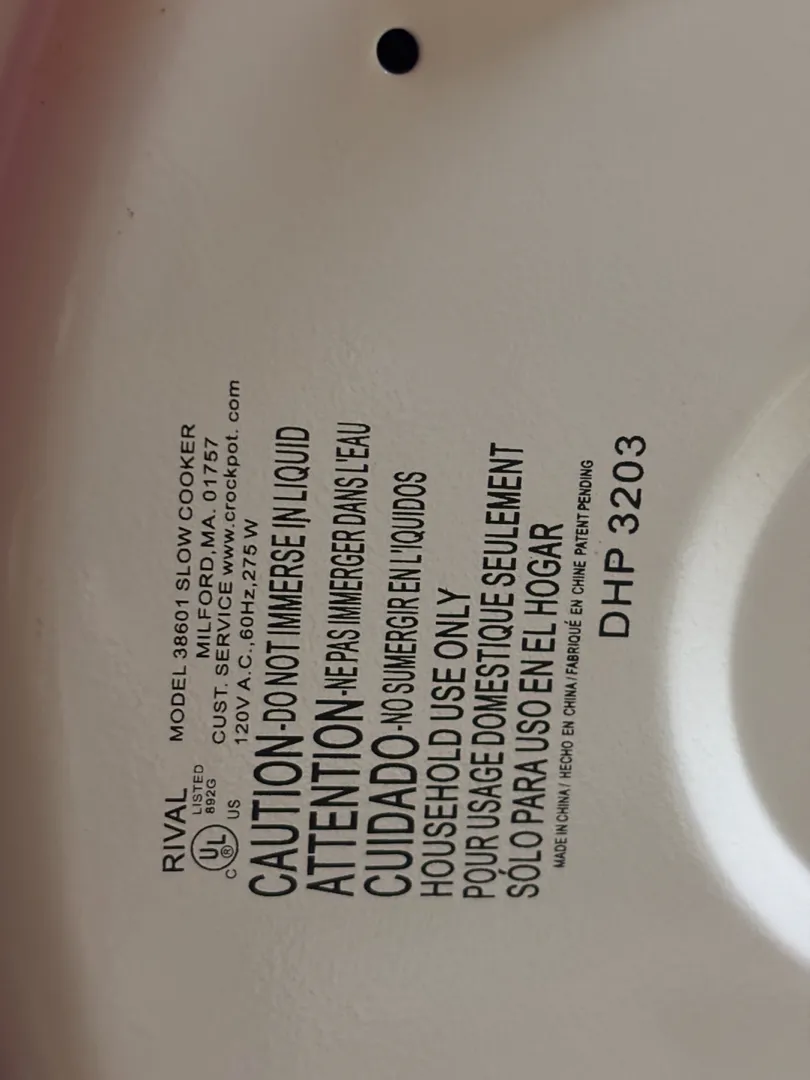 RIVAL
MODEL 38601 SLOW COOKER
MILFORD,MA. 01757
CUST. SERVICE www.crockpot. com
120V A.C.,60Hz,275 W
C UL ® US
LISTED
892G
CAUTION-DO NOT IMMERSE IN LIQUID
ATTENTION-NE PAS IMMERGER DANS L'EAU
CUIDADO-NO SUMERGIR EN L'IQUIDOS
HOUSEHOLD USE ONLY
POUR USAGE DOMESTIQUE SEULEMENT
SÓLO PARA USO EN EL HOGAR
MADE IN CHINA / HECHO EN CHINA / FABRIQUÉ EN CHINE PATENT PENDING
DHP 3203